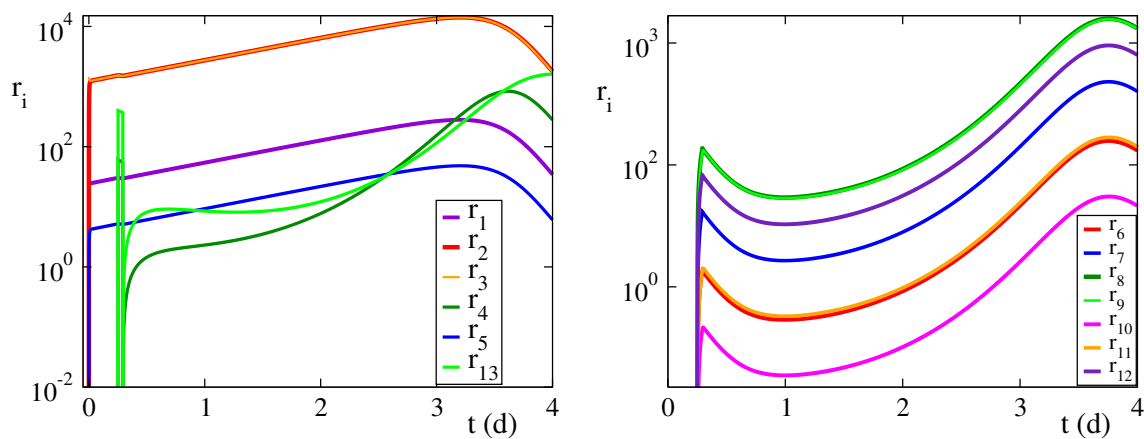 10^4
10^2
10^0
10^-2
r_i
0 1 2 3 4
t (d)
r_1
r_2
r_3
r_4
r_5
r_13
10^3
10^2
10^0
r_i
0 1 2 3 4
t (d)
r_6
r_7
r_8
r_9
r_10
r_11
r_12